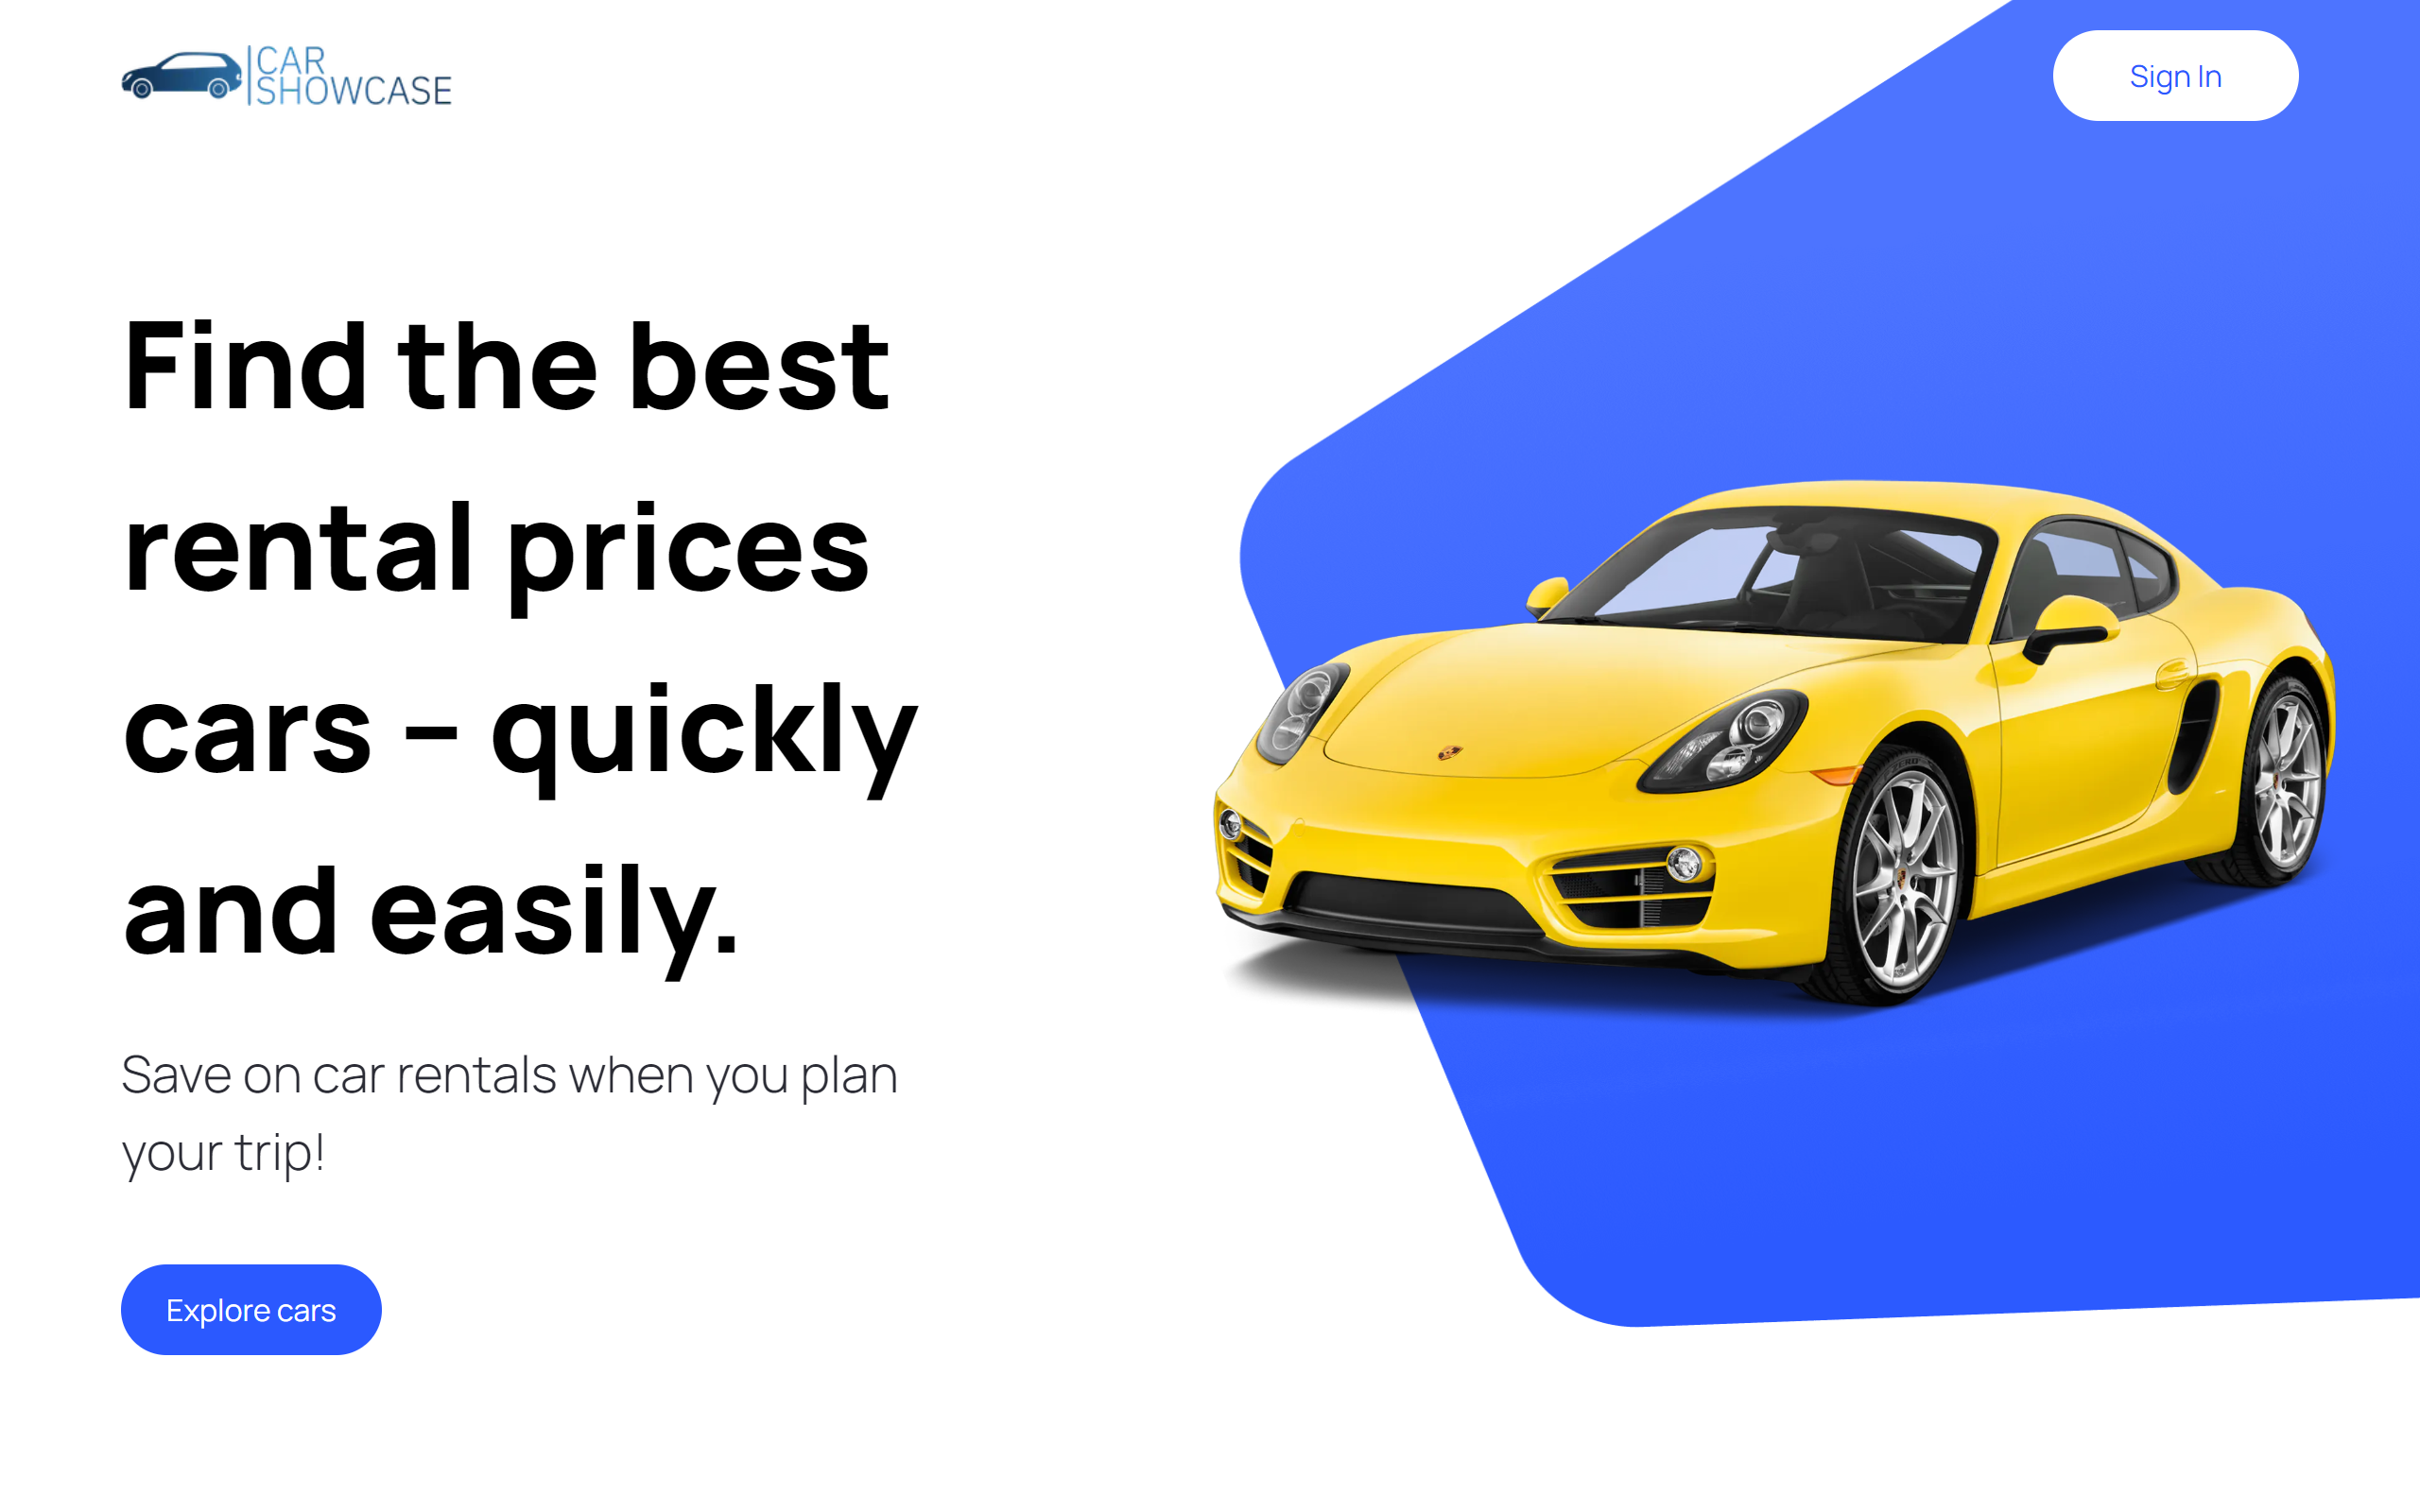 CAR
SHOWCASE
Sign In
Find the best
rental prices
cars – quickly
and easily.
Save on car rentals when you plan
your trip!
Explore cars